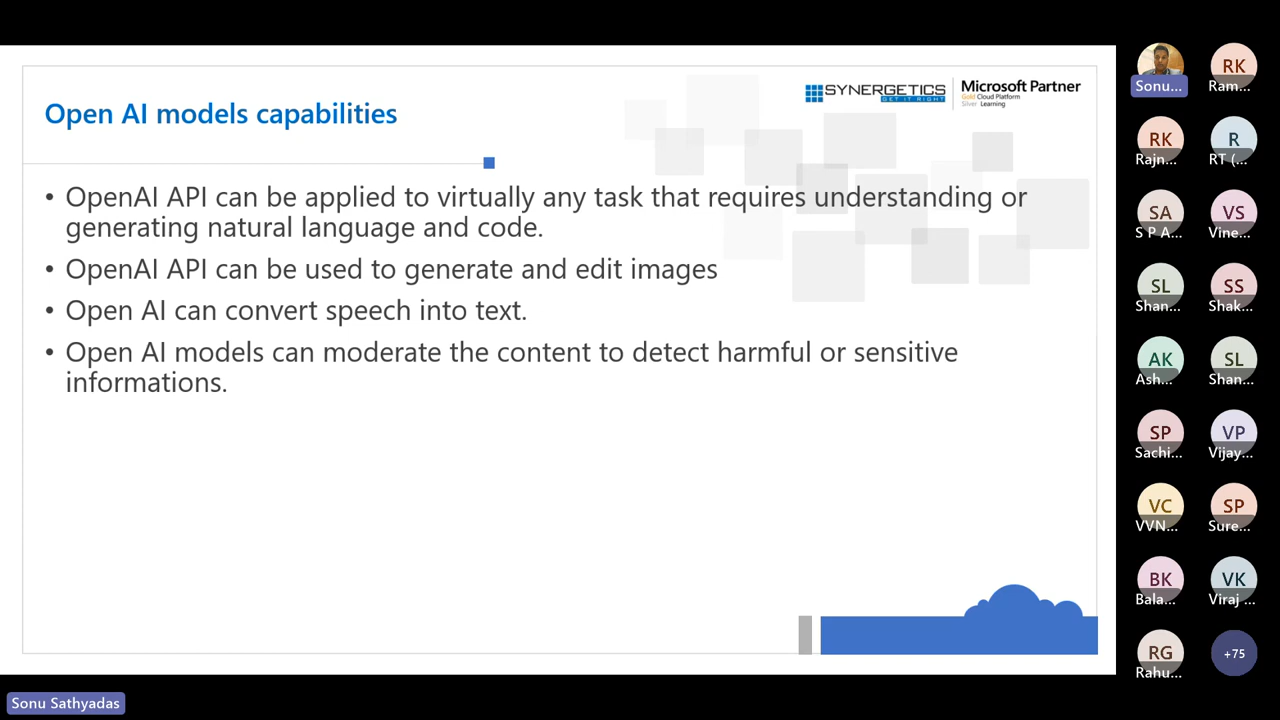 SYNERGETICS
GET IT RIGHT
Microsoft Partner
Gold Cloud Platform
Silver Learning
Open AI models capabilities
• OpenAI API can be applied to virtually any task that requires understanding or
generating natural language and code.
• OpenAI API can be used to generate and edit images
• Open AI can convert speech into text.
• Open AI models can moderate the content to detect harmful or sensitive
informations.
Sonu...
RK
Ram...
RK
Rajn...
R
RT (...
SA
S P A...
VS
Vine...
SL
Shan...
SS
Shak...
AK
Ash...
SL
Shan...
SP
Sachi...
VP
Vijay...
VC
VVN...
SP
Sure...
BK
Bala...
VK
Viraj ...
RG
Rahu...
+75
Sonu Sathyadas